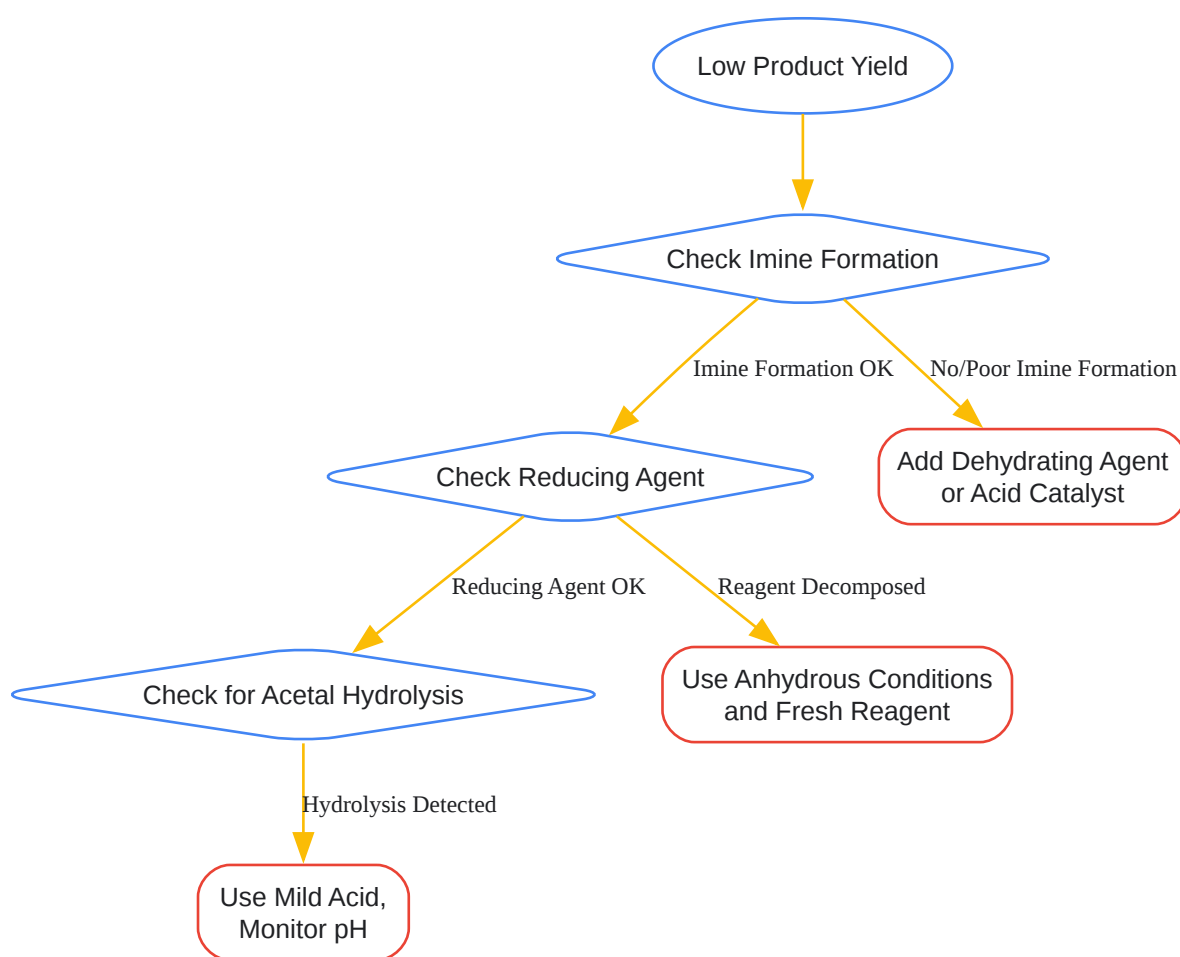 Low Product Yield
Check Imine Formation
Imine Formation OK
No/Poor Imine Formation
Check Reducing Agent
Add Dehydrating Agent
or Acid Catalyst
Reducing Agent OK
Reagent Decomposed
Check for Acetal Hydrolysis
Use Anhydrous Conditions
and Fresh Reagent
Hydrolysis Detected
Use Mild Acid,
Monitor pH